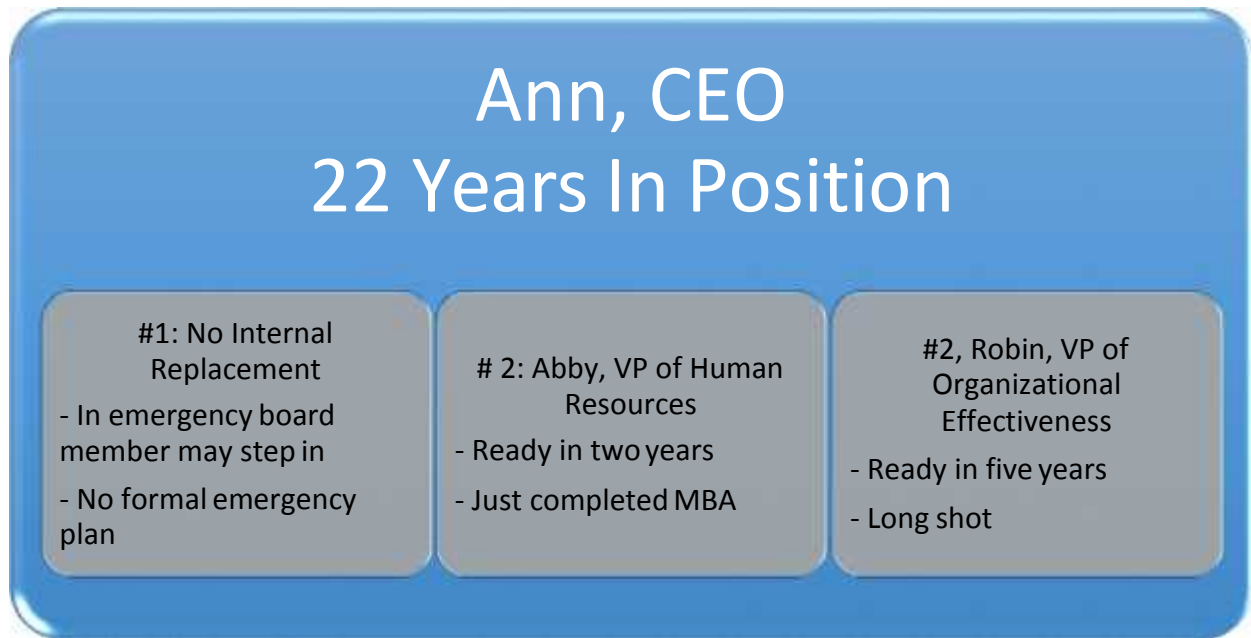 Ann, CEO
22 Years In Position
#1: No Internal
Replacement
- In emergency board
member may step in
- No formal emergency
plan
# 2: Abby, VP of Human
Resources
- Ready in two years
- Just completed MBA
#2, Robin, VP of
Organizational
Effectiveness
- Ready in five years
- Long shot